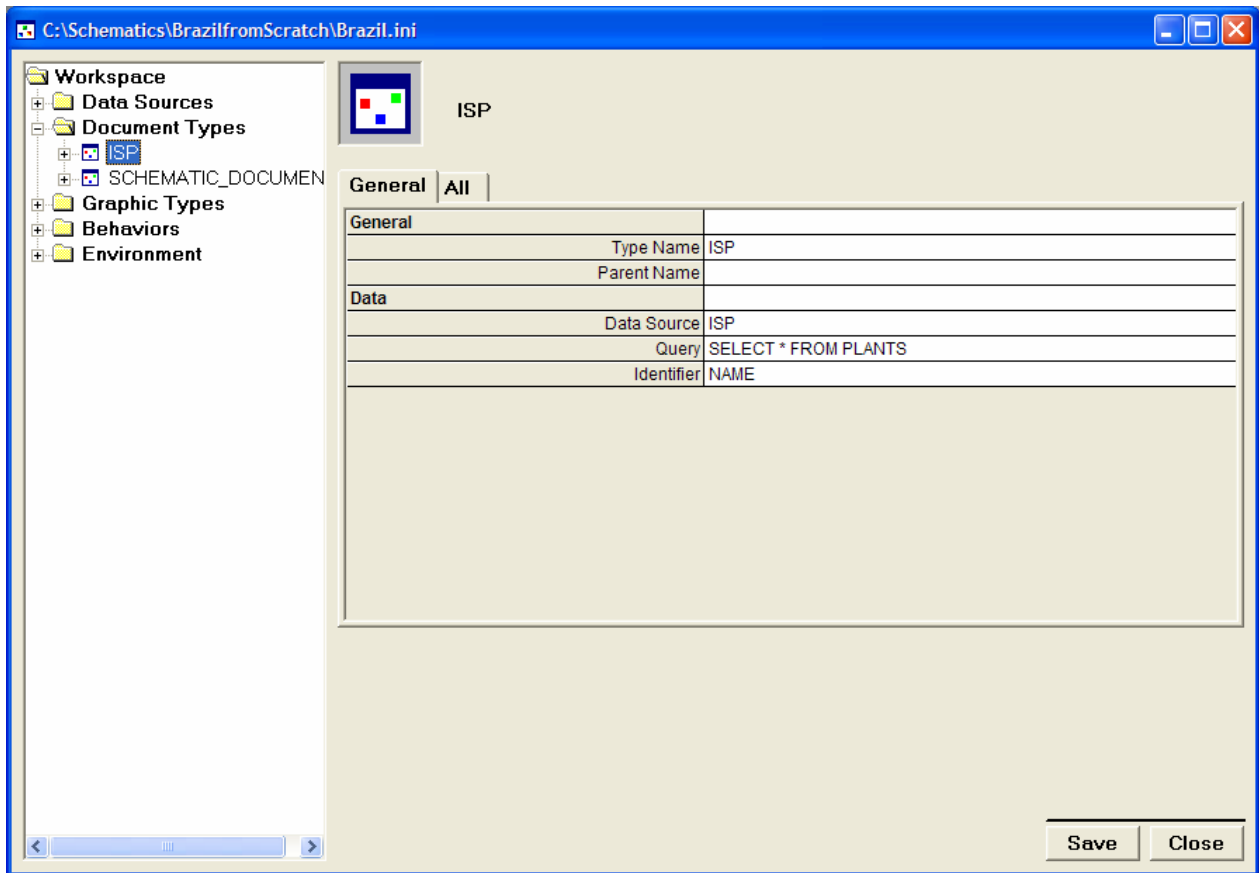 C:\Schematics\BrazilfromScratch\Brazil.ini
Workspace
Data Sources
Document Types
ISP
SCHEMATIC_DOCUMEN
Graphic Types
Behaviors
Environment
ISP
General All
General
Type Name ISP
Parent Name
Data
Data Source ISP
Query SELECT * FROM PLANTS
Identifier NAME
Save Close